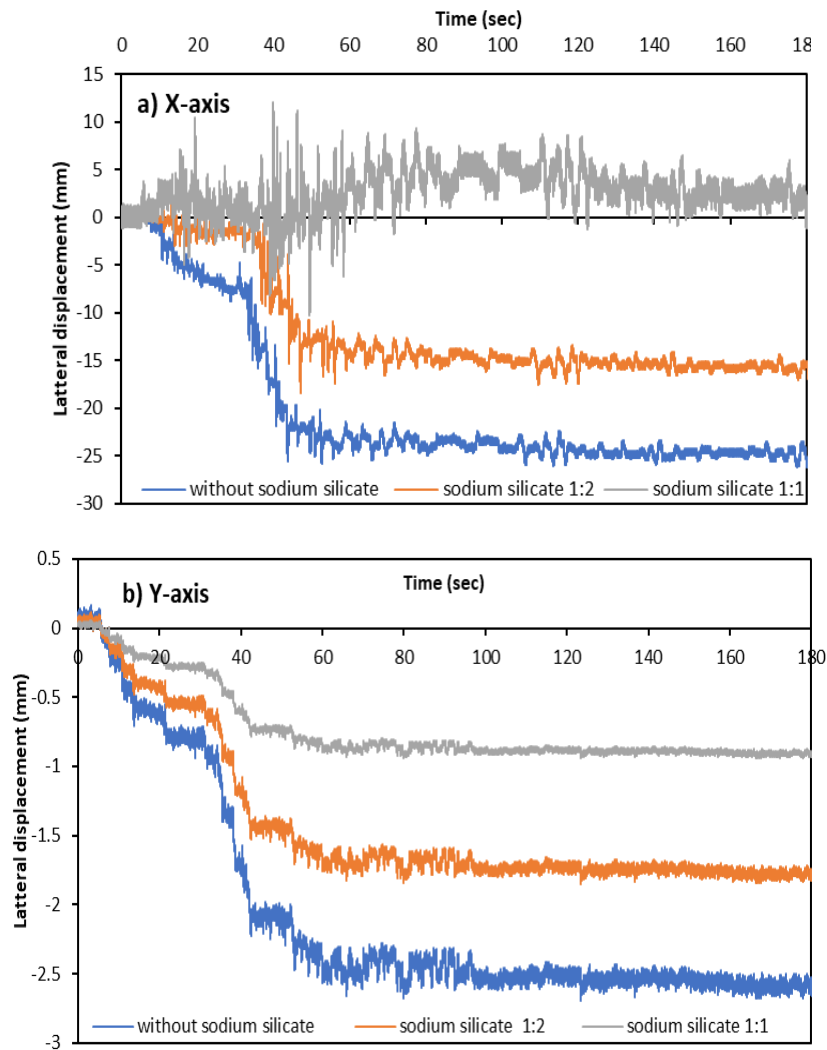 Time (sec)
0 20 40 60 80 100 120 140 160 18
15
a) X-axis
10
5
0
-5
-10
-15
-20
-25
-30
Latteral displacement (mm)
without sodium silicate sodium silicate 1:2 sodium silicate 1:1
0.5
b) Y-axis
Time (sec)
0
0 20 40 60 80 100 120 140 160 180
-0.5
-1
-1.5
-2
-2.5
-3
Latteral displacement (mm)
without sodium silicate sodium silicate 1:2 sodium silicate 1:1